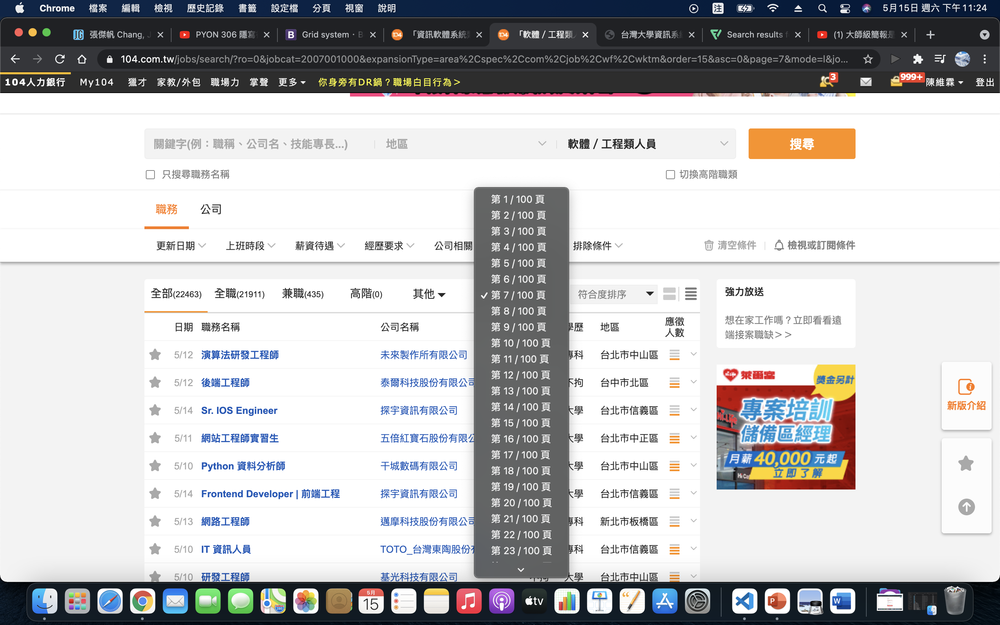 Chrome 檔案 編輯 檢視 歷史記錄 書籤 設定檔 分頁 視窗 說明
注 5月15日 週六 下午11:24
JG 張傑帆 Chang, J
PYON 306 隱寫
B Grid system · B
104 「資訊軟體系統
104 「軟體 / 工程類
台灣大學資訊系
Search results f
(1) 大師級簡報是
104.com.tw/jobs/search/?ro=0&jobcat=2007001000&expansionType=area%2Cspec%2Ccom%2Cjob%2Cwf%2Cwktm&order=15&asc=0&page=7&mode=l&jo...
104人力銀行 My104 獵才 家教/外包 職場力 掌聲 更多 你身旁有DR鍋？職場白目行為>
3 999+ 陳維霖 登出
關鍵字(例：職稱、公司名、技能專長...) 地區 軟體 / 工程類人員 搜尋
只搜尋職務名稱 切換高階職類
職務 公司
更新日期 上班時段 薪資待遇 經歷要求 公司相關 排除條件 清空條件 檢視或訂閱條件
全部(22463) 全職(21911) 兼職(435) 高階(0) 其他 符合度排序
日期 職務名稱 公司名稱 學歷 地區 應徵
人數
5/12 演算法研發工程師 未來製作所有限公司 專科 台北市中山區
5/12 後端工程師 泰爾科技股份有限公司 不拘 台中市北區
5/14 Sr. IOS Engineer 探宇資訊有限公司 大學 台北市信義區
5/11 網站工程師實習生 五倍紅寶石股份有限公 大學 台北市中正區
5/10 Python 資料分析師 干城數碼有限公司 大學 台北市中山區
5/14 Frontend Developer | 前端工程 探宇資訊有限公司 大學 台北市信義區
5/13 網路工程師 邁摩科技股份有限公司 專科 新北市板橋區
5/10 IT 資訊人員 TOTO_台灣東陶股份有 專科 台北市信義區
5/10 研發工程師 基光科技有限公司 不拘 大學 台北市中山區
第 1 / 100 頁
第 2 / 100 頁
第 3 / 100 頁
第 4 / 100 頁
第 5 / 100 頁
第 6 / 100 頁
✓ 第 7 / 100 頁
第 8 / 100 頁
第 9 / 100 頁
第 10 / 100 頁
第 11 / 100 頁
第 12 / 100 頁
第 13 / 100 頁
第 14 / 100 頁
第 15 / 100 頁
第 16 / 100 頁
第 17 / 100 頁
第 18 / 100 頁
第 19 / 100 頁
第 20 / 100 頁
第 21 / 100 頁
第 22 / 100 頁
第 23 / 100 頁
強力放送
想在家工作嗎？立即看看遠
端接案職缺>>
Hi-Life 萊爾富
獎金另計
Hi-Life
專案培訓
儲備區經理
月薪 40,000 元起
立即了解
新版介紹
5月
15
280
tv
P
W